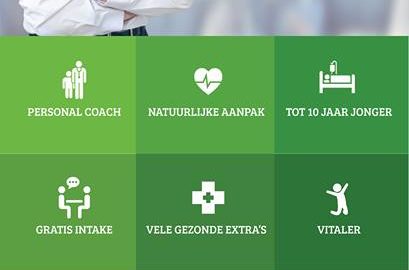 PERSONAL COACH
NATUURLIJKE AANPAK
TOT 10 JAAR JONGER
GRATIS INTAKE
VELE GEZONDE EXTRA'S
VITALER